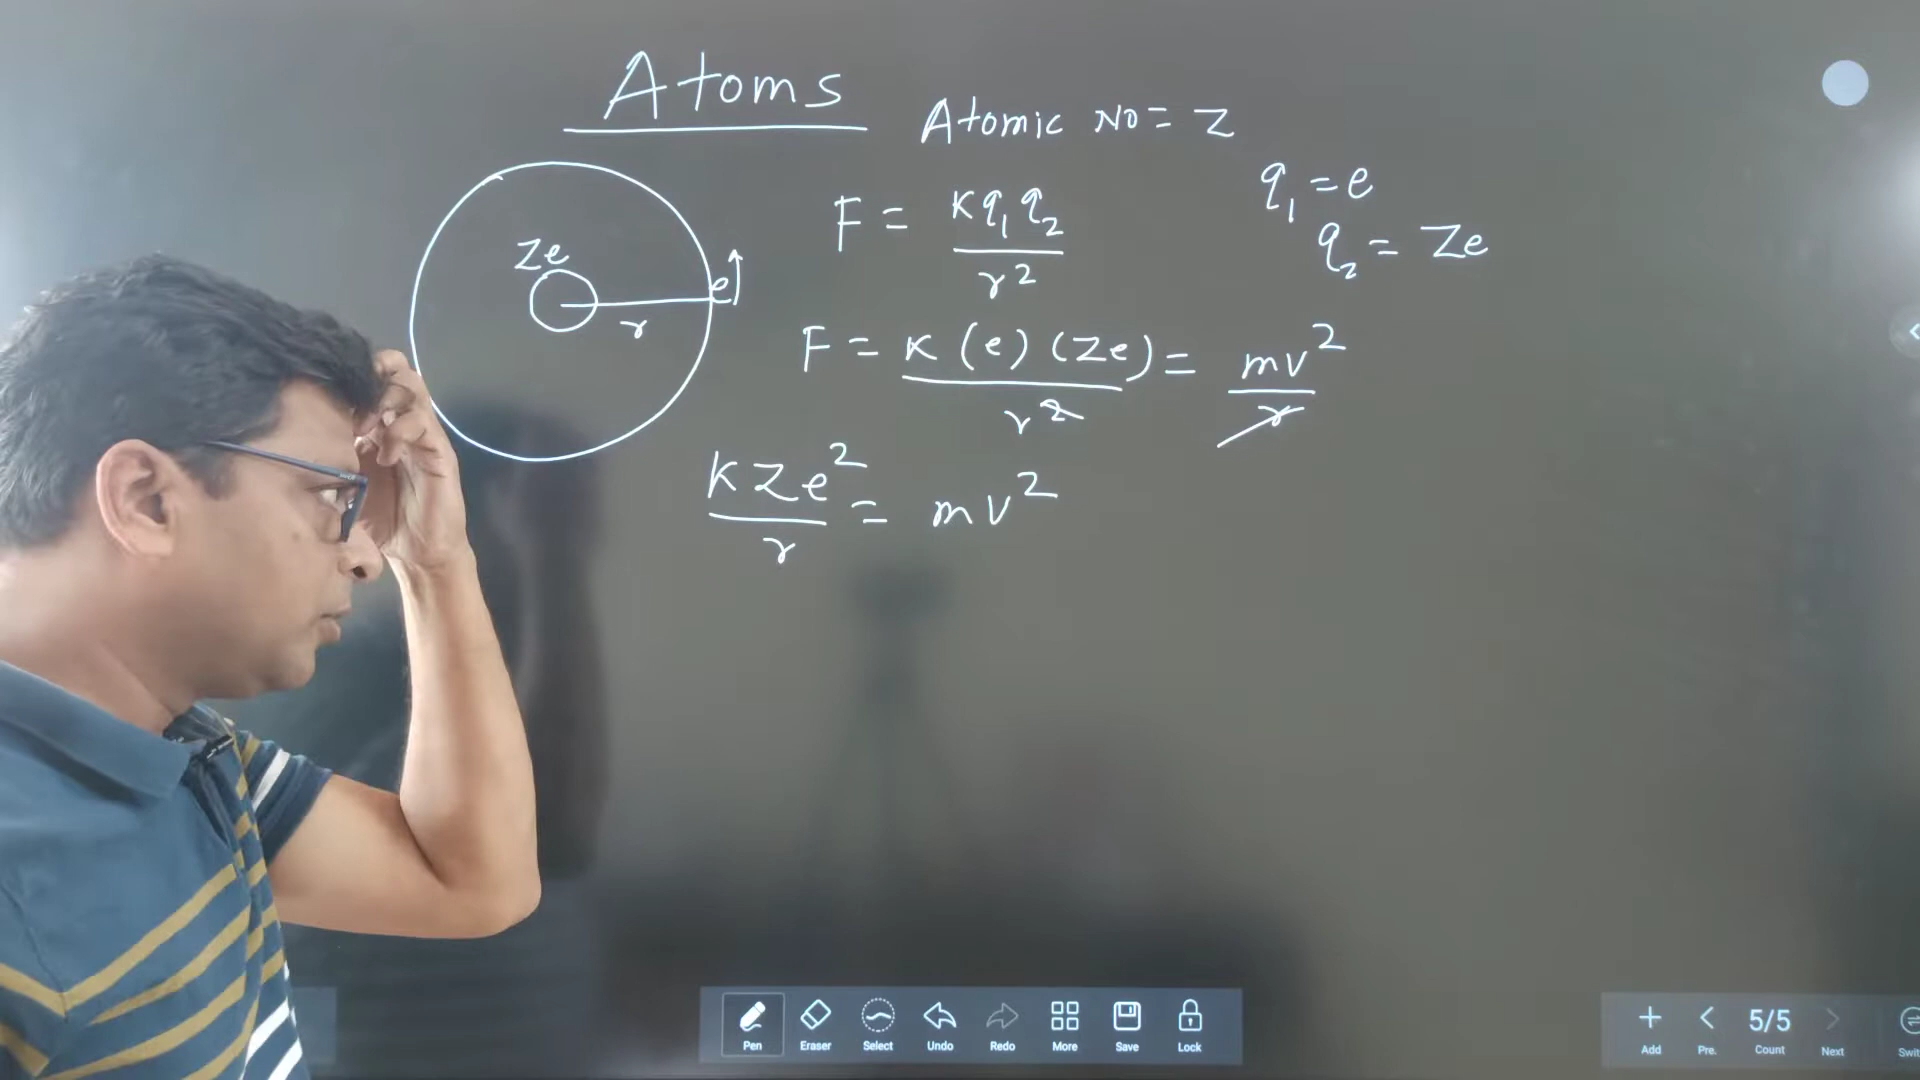 Atoms
Atomic No = Z
q₁ = e
q₂ = Ze
F = Kq₁q₂ / r²
Ze
e
r
F = K(e)(Ze) / r² = mv² / r
KZe² / r = mv²
Pen Eraser Select Undo Redo More Save Lock
Add Pre. 5/5 Count Next Swit